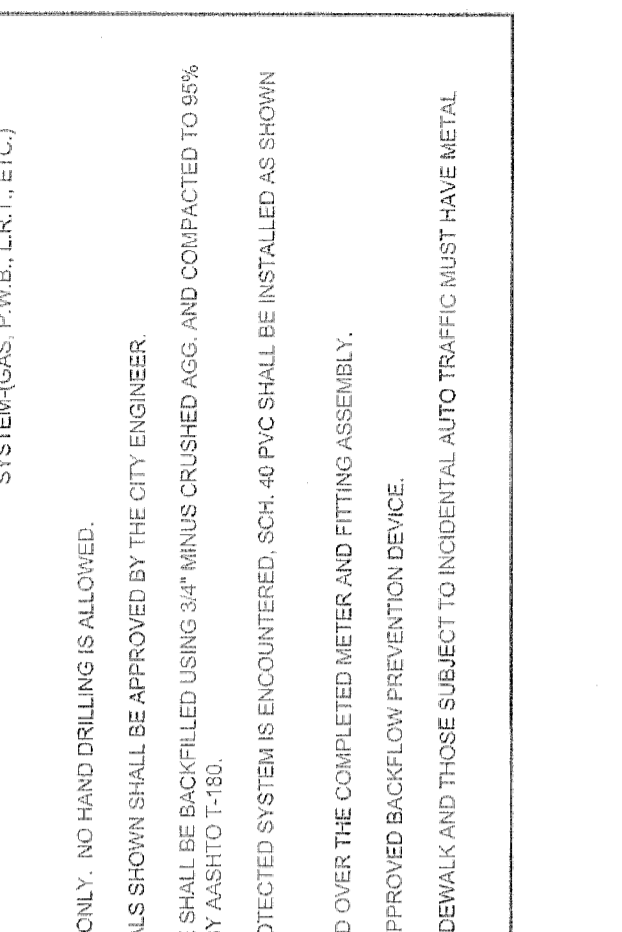 SYSTEM-(GAS, P.W.B., L.R.T., ETC.)
ONLY. NO HAND DRILLING IS ALLOWED.
ALS SHOWN SHALL BE APPROVED BY THE CITY ENGINEER.
SHALL BE BACKFILLED USING 3/4" MINUS CRUSHED AGG. AND COMPACTED TO 95%
BY AASHTO T-180.
OTECTED SYSTEM IS ENCOUNTERED, SCH. 40 PVC SHALL BE INSTALLED AS SHOWN
D OVER THE COMPLETED METER AND FITTING ASSEMBLY.
PPROVED BACKFLOW PREVENTION DEVICE.
DEWALK AND THOSE SUBJECT TO INCIDENTAL AUTO TRAFFIC MUST HAVE METAL